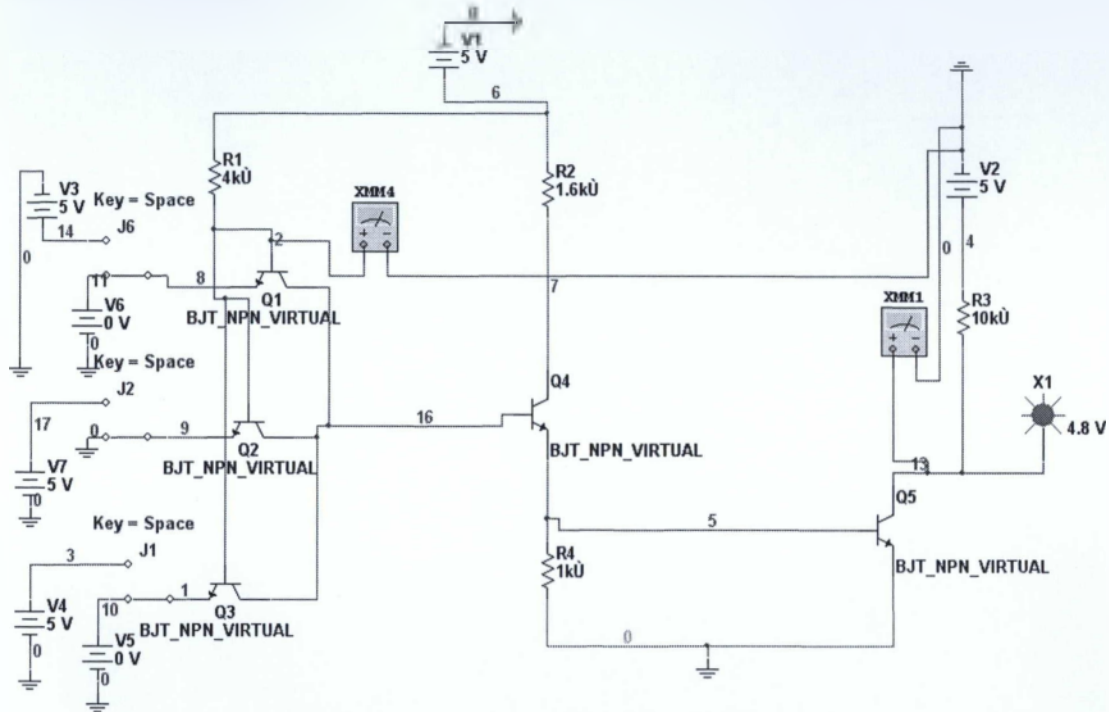 0
V1
5 V
6
R1
4kÙ
R2
1.6kÙ
V2
5 V
V3
5 V
Key = Space
XMM4
14
J6
0
2
0
4
11
8
7
Q1
BJT_NPN_VIRTUAL
V6
0 V
XMM1
R3
10kÙ
0
Key = Space
J2
Q4
X1
17
4.8 V
0
9
16
Q2
BJT_NPN_VIRTUAL
BJT_NPN_VIRTUAL
V7
5 V
0
13
Q5
Key = Space
3
J1
5
R4
1kÙ
BJT_NPN_VIRTUAL
V4
5 V
10
1
Q3
BJT_NPN_VIRTUAL
0
V5
0 V
0
0